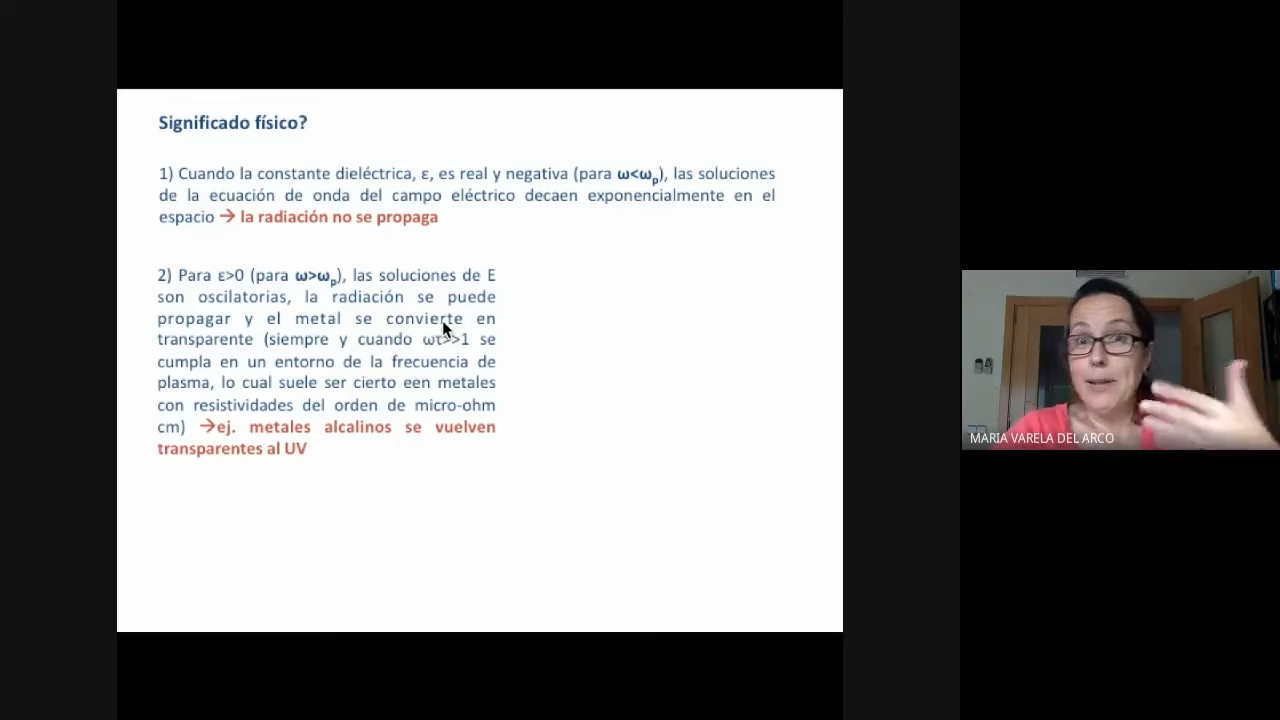 Significado físico?
1) Cuando la constante dieléctrica, ε, es real y negativa (para ω<ωp), las soluciones
de la ecuación de onda del campo eléctrico decaen exponencialmente en el
espacio → la radiación no se propaga
2) Para ε>0 (para ω>ωp), las soluciones de E
son oscilatorias, la radiación se puede
propagar y el metal se convierte en
transparente (siempre y cuando ωτ>>1 se
cumpla en un entorno de la frecuencia de
plasma, lo cual suele ser cierto een metales
con resistividades del orden de micro-ohm
cm) →ej. metales alcalinos se vuelven
transparentes al UV
MARIA VARELA DEL ARCO